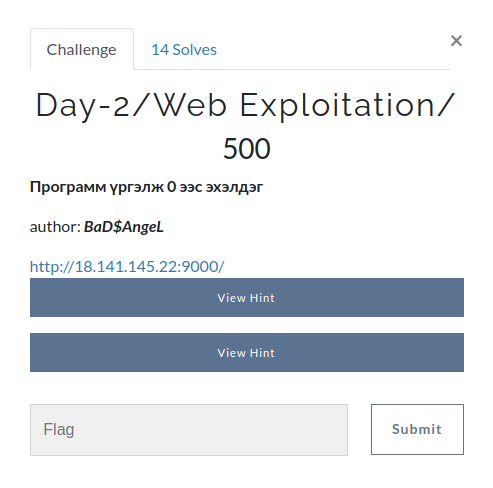 Challenge
14 Solves
×
Day-2/Web Exploitation/
500
Программ үргэлж 0 ээс эхэлдэг
author: BaD$AngeL
http://18.141.145.22:9000/
View Hint
View Hint
Flag
Submit